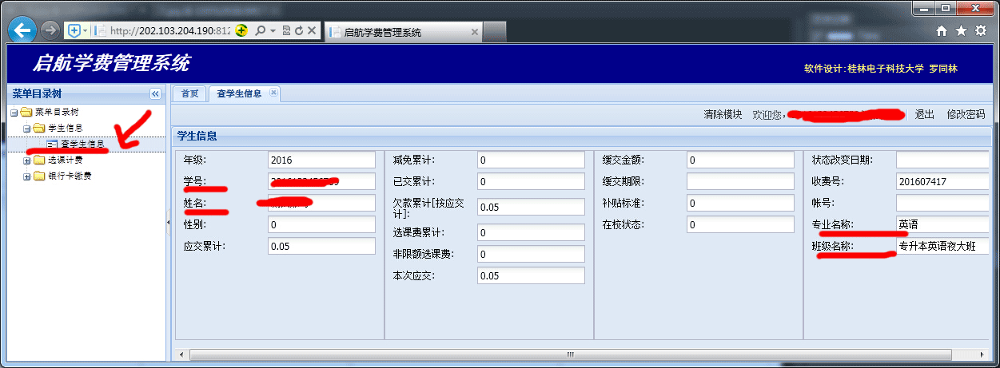 http://202.103.204.190:812
启航学费管理系统
启航学费管理系统
软件设计:桂林电子科技大学 罗同林
菜单目录树
首页
查学生信息
菜单目录树
清除模块 欢迎您,
退出 修改密码
学生信息
查学生信息
选课计费
银行卡缴费
学生信息
年级: 2016
学号:
姓名:
性别: 0
应交累计: 0.05
减免累计: 0
已交累计: 0
欠款累计[按应交
计]: 0.05
选课费累计: 0
非限额选课费: 0
本次应交: 0.05
缓交金额: 0
缓交期限:
补贴标准: 0
在校状态: 0
状态改变日期:
收费号: 201607417
帐号:
专业名称: 英语
班级名称: 专升本英语夜大班